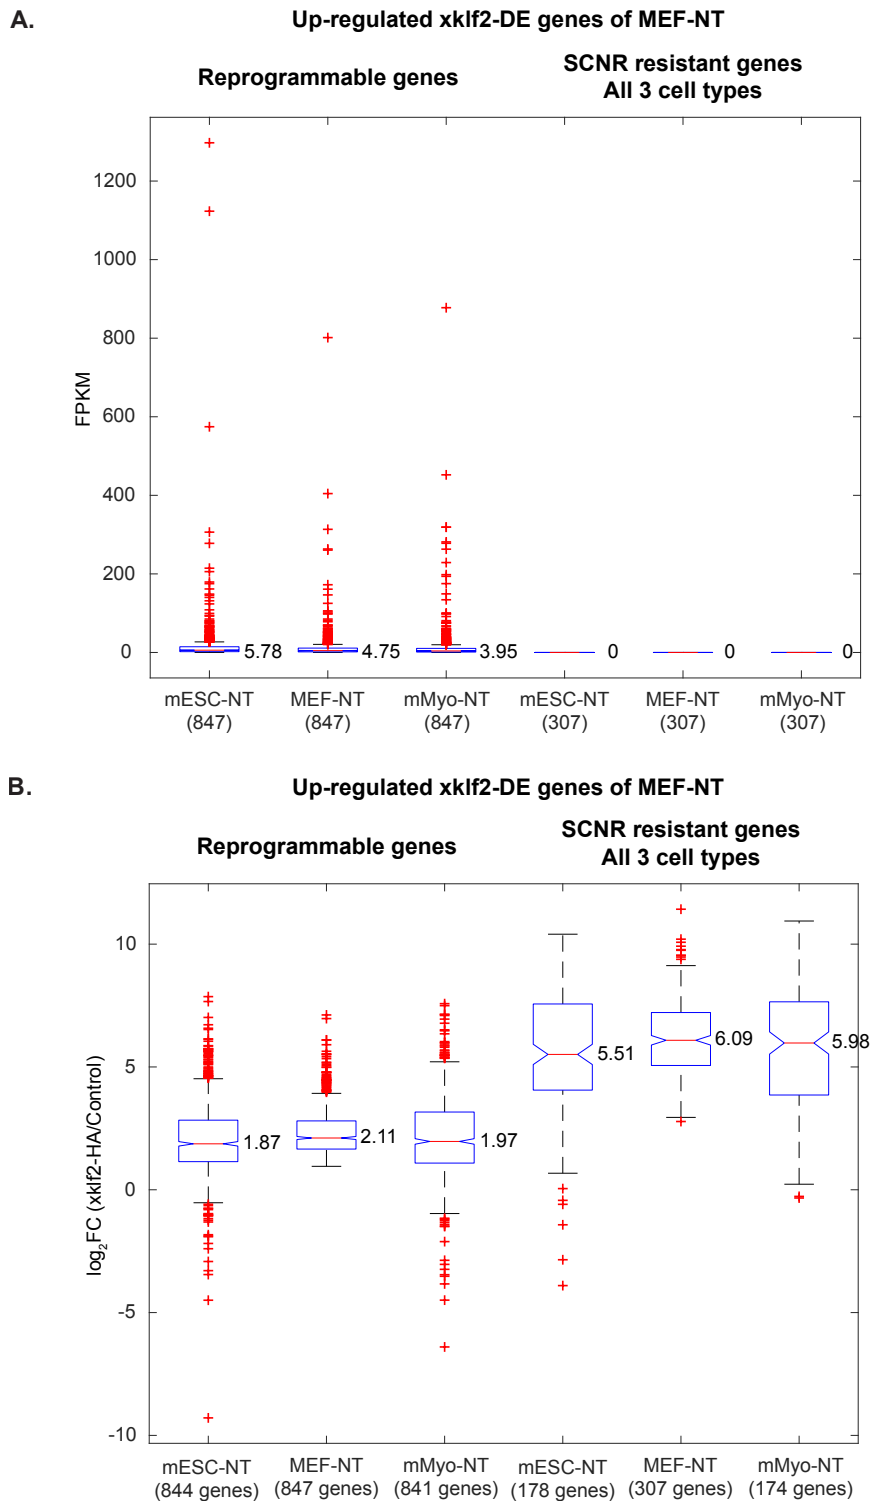 A.
Up-regulated xklf2-DE genes of MEF-NT
Reprogrammable genes
SCNR resistant genes
All 3 cell types
FPKM
1200
1000
800
600
400
200
0
5.78
4.75
3.95
0
0
0
mESC-NT MEF-NT mMyo-NT mESC-NT MEF-NT mMyo-NT
(847) (847) (847) (307) (307) (307)
B.
Up-regulated xklf2-DE genes of MEF-NT
Reprogrammable genes
SCNR resistant genes
All 3 cell types
log₂FC (xklf2-HA/Control)
10
5
0
-5
-10
1.87
2.11
1.97
5.51
6.09
5.98
mESC-NT MEF-NT mMyo-NT mESC-NT MEF-NT mMyo-NT
(844 genes) (847 genes) (841 genes) (178 genes) (307 genes) (174 genes)